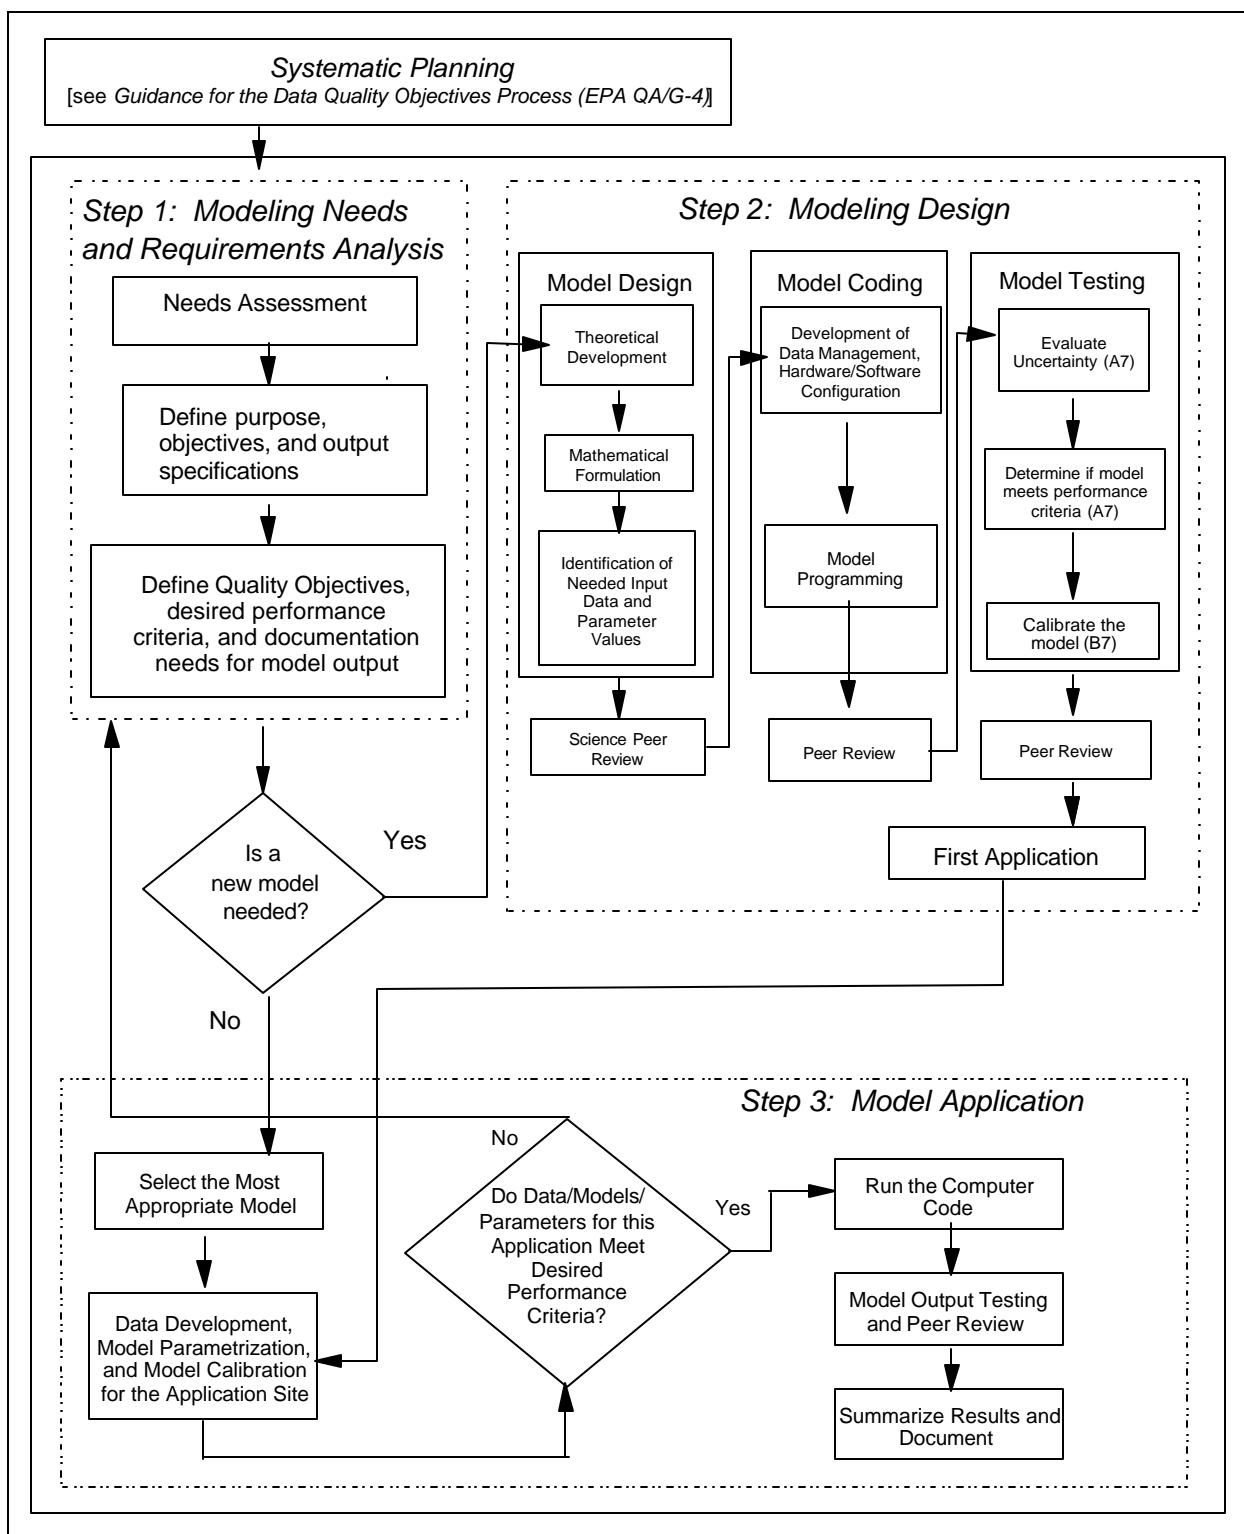 Systematic Planning
[see Guidance for the Data Quality Objectives Process (EPA QA/G-4)]
Step 1: Modeling Needs
and Requirements Analysis
Needs Assessment
Define purpose,
objectives, and output
specifications
Define Quality Objectives,
desired performance
criteria, and documentation
needs for model output
Is a
new model
needed?
Yes
No
Step 2: Modeling Design
Model Design
Theoretical
Development
Mathematical
Formulation
Identification of
Needed Input
Data and
Parameter
Values
Science Peer
Review
Model Coding
Development of
Data Management,
Hardware/Software
Configuration
Model
Programming
Peer Review
Model Testing
Evaluate
Uncertainty (A7)
Determine if model
meets performance
criteria (A7)
Calibrate the
model (B7)
Peer Review
First Application
Step 3: Model Application
Select the Most
Appropriate Model
Data Development,
Model Parametrization,
and Model Calibration
for the Application Site
No
Do Data/Models/
Parameters for this
Application Meet
Desired
Performance
Criteria?
Yes
Run the Computer
Code
Model Output Testing
and Peer Review
Summarize Results and
Document